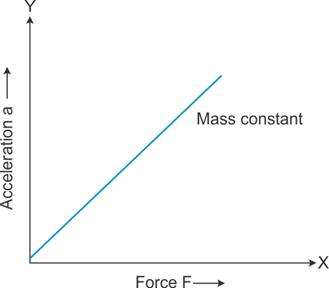 Y
Acceleration a
Mass constant
X
Force F